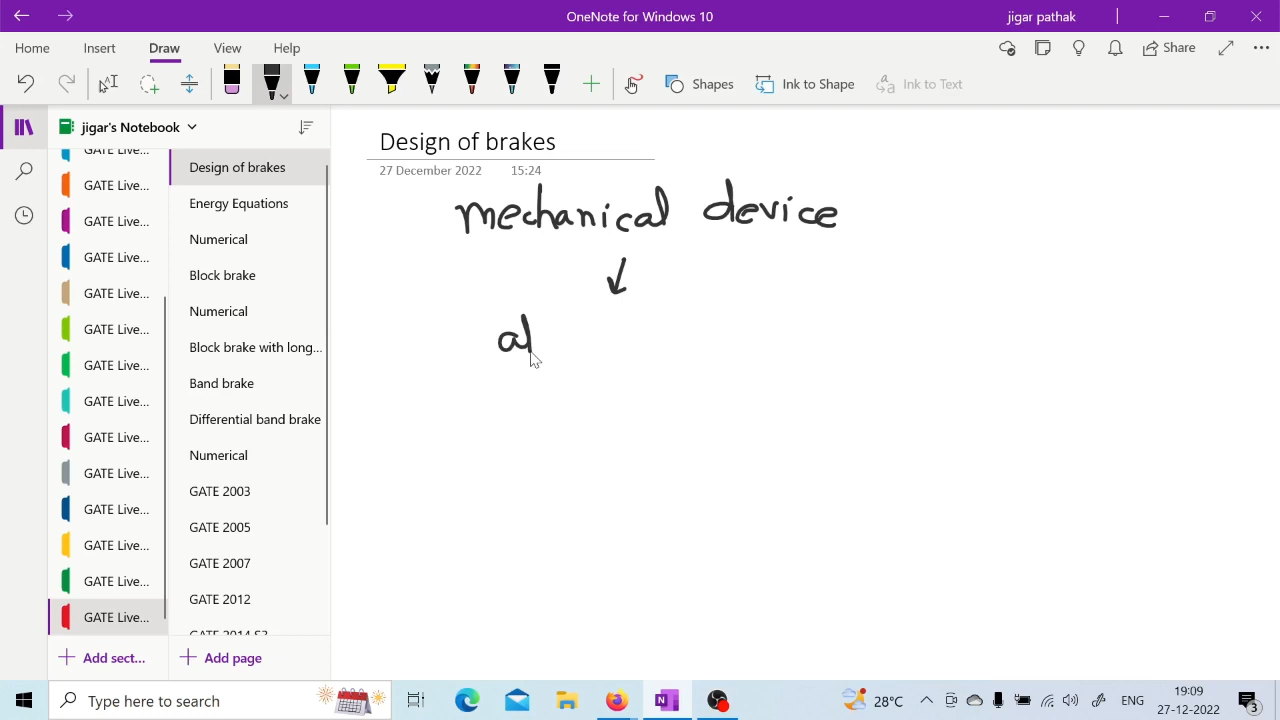 OneNote for Windows 10
jigar pathak
Home Insert Draw View Help
Share
Shapes
Ink to Shape
Ink to Text
jigar's Notebook
GATE Live...
GATE Live...
GATE Live...
GATE Live...
GATE Live...
GATE Live...
GATE Live...
GATE Live...
GATE Live...
GATE Live...
GATE Live...
GATE Live...
GATE Live...
GATE Live...
Add sect...
Design of brakes
Energy Equations
Numerical
Block brake
Numerical
Block brake with long...
Band brake
Differential band brake
Numerical
GATE 2003
GATE 2005
GATE 2007
GATE 2012
GATE 2014 S3
Add page
Design of brakes
27 December 2022 15:24
mechanical device
Type here to search
28°C
ENG
19:09
27-12-2022
3